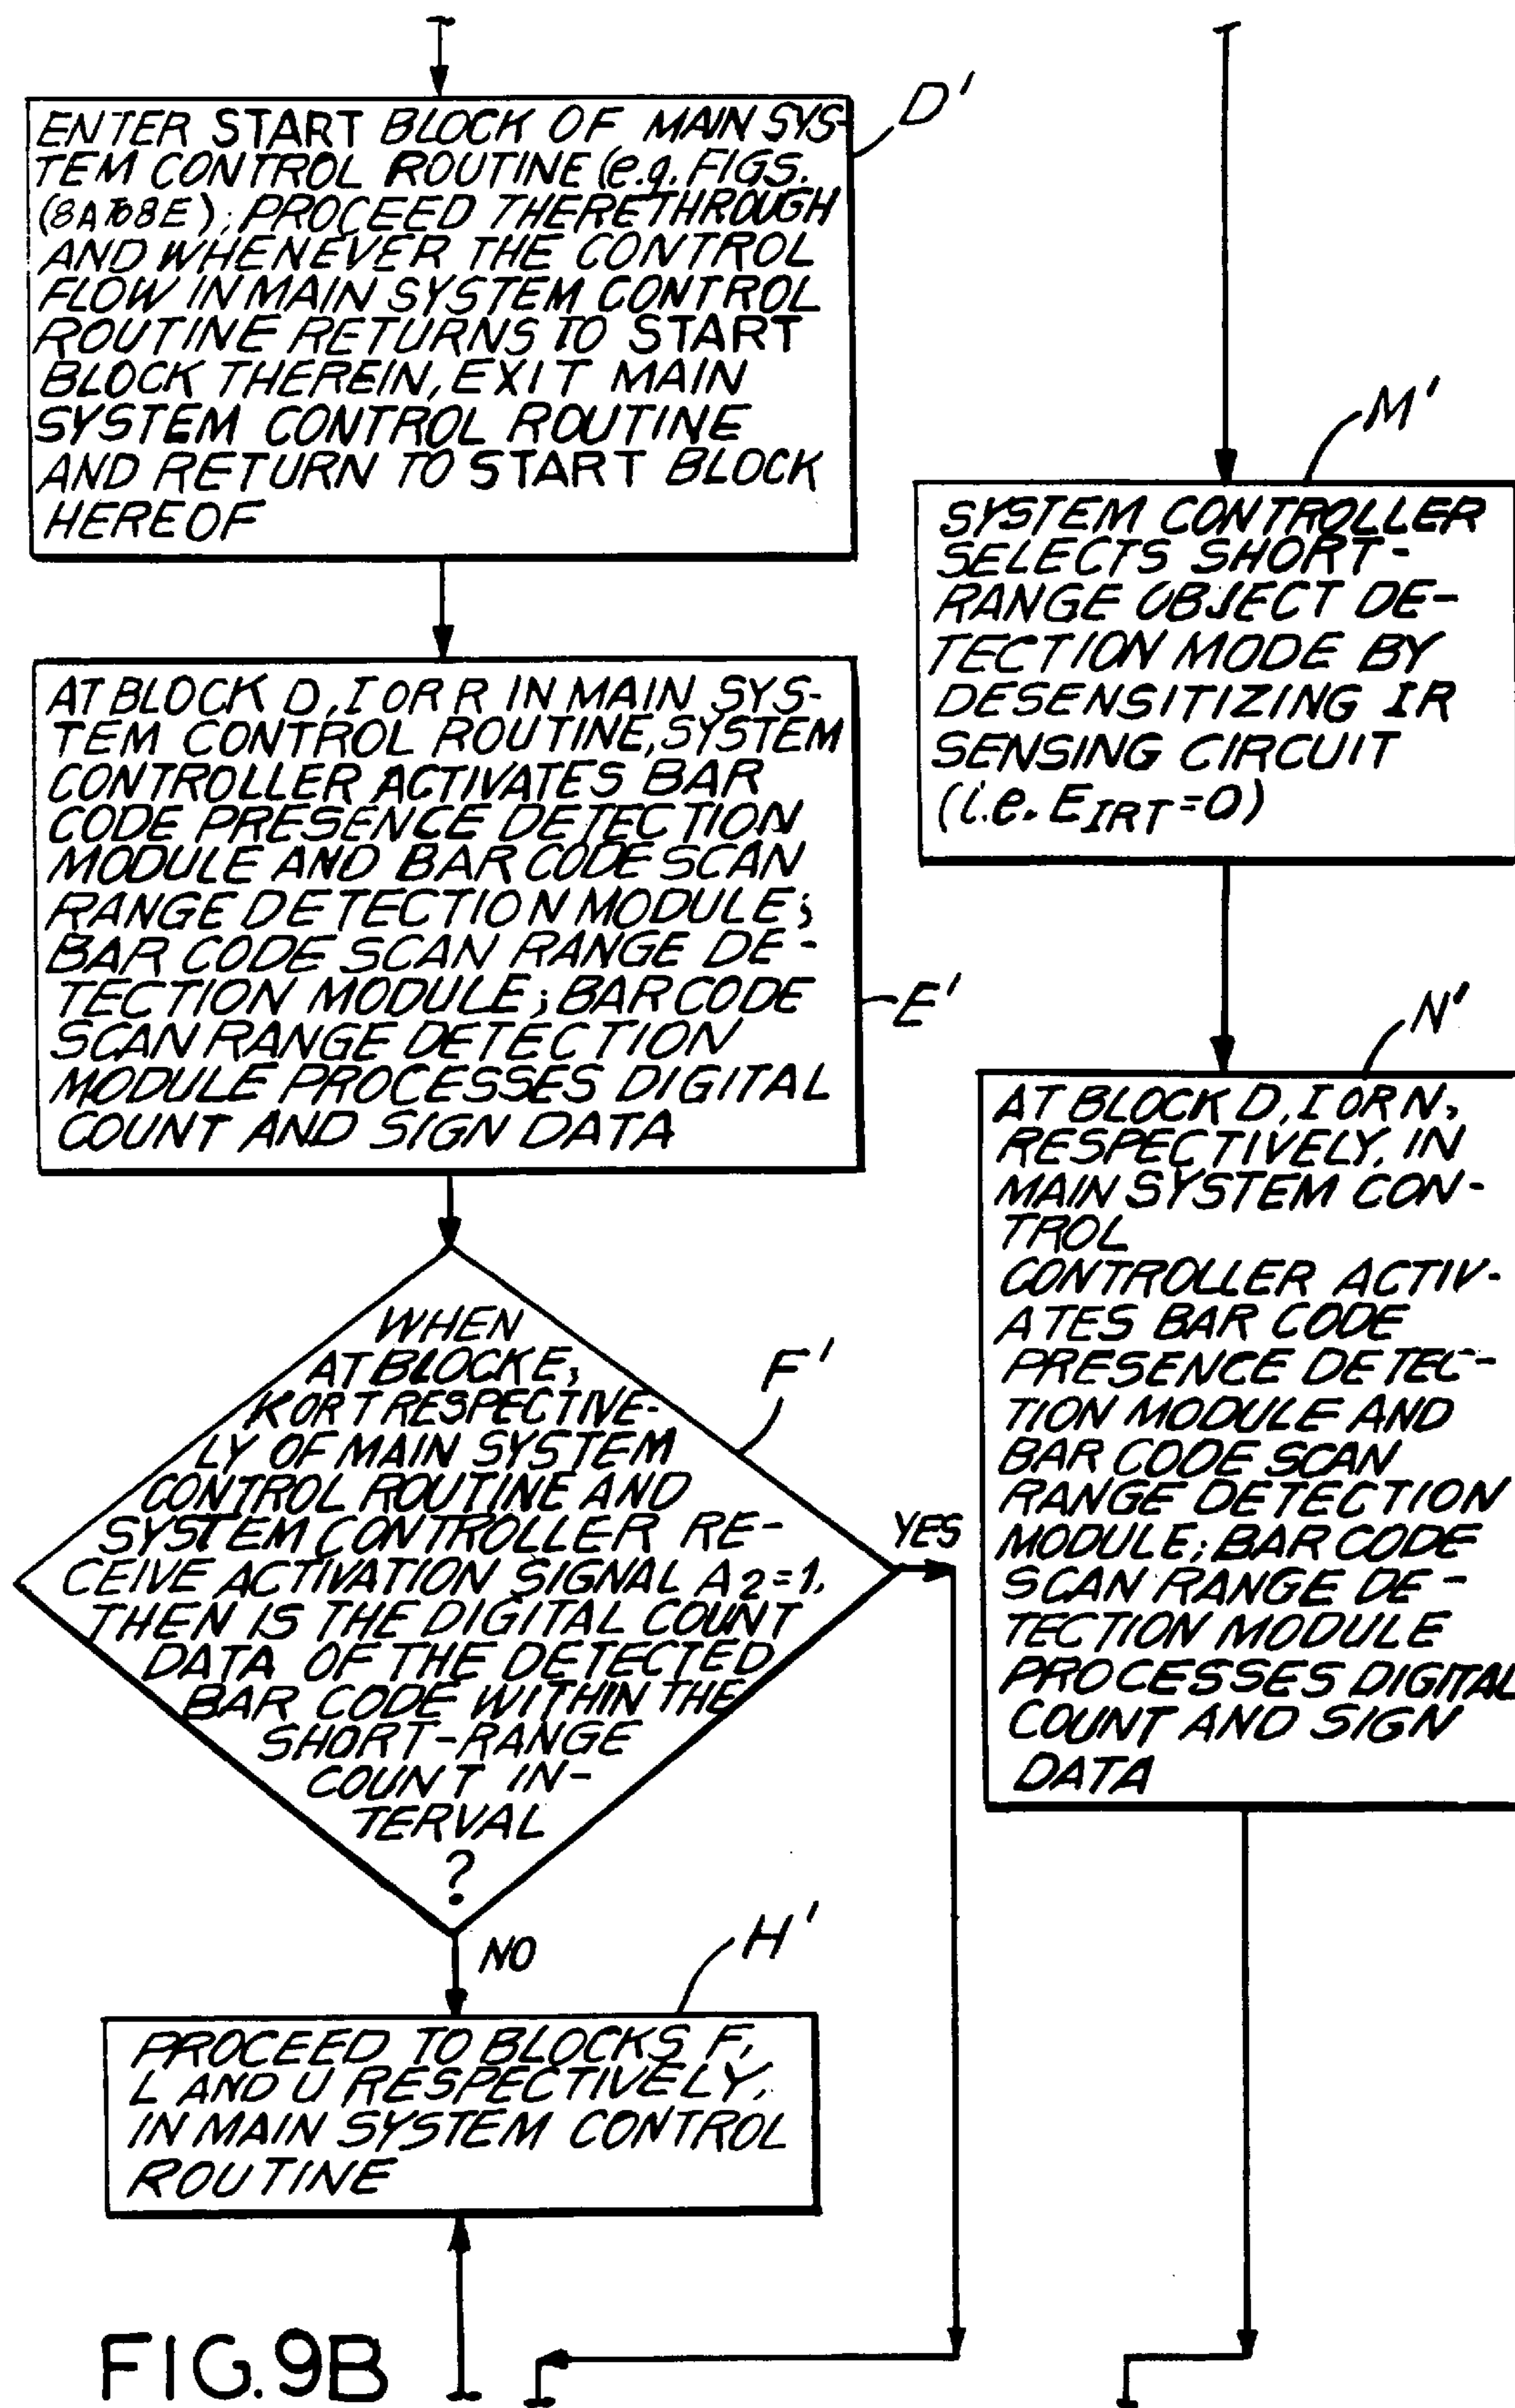 D'
ENTER START BLOCK OF MAIN SYS-
TEM CONTROL ROUTINE (e.g. FIGS.
(8A TO 8E); PROCEED THERETHROUGH
AND WHENEVER THE CONTROL
FLOW IN MAIN SYSTEM CONTROL
ROUTINE RETURNS TO START
BLOCK THEREIN, EXIT MAIN
SYSTEM CONTROL ROUTINE
AND RETURN TO START BLOCK
HEREOF
AT BLOCK D, I OR R IN MAIN SYS-
TEM CONTROL ROUTINE, SYSTEM
CONTROLLER ACTIVATES BAR
CODE PRESENCE DETECTION
MODULE AND BAR CODE SCAN
RANGE DETECTION MODULE;
BAR CODE SCAN RANGE DE-
TECTION MODULE; BAR CODE
SCAN RANGE DETECTION
MODULE PROCESSES DIGITAL
COUNT AND SIGN DATA
E'
WHEN
AT BLOCK E,
K OR T RESPECTIVE-
LY OF MAIN SYSTEM
CONTROL ROUTINE AND
SYSTEM CONTROLLER RE-
CEIVE ACTIVATION SIGNAL A2=1,
THEN IS THE DIGITAL COUNT
DATA OF THE DETECTED
BAR CODE WITHIN THE
SHORT-RANGE
COUNT IN-
TERVAL
?
F'
YES
NO
H'
PROCEED TO BLOCKS F,
L AND U RESPECTIVELY,
IN MAIN SYSTEM CONTROL
ROUTINE
M'
SYSTEM CONTROLLER
SELECTS SHORT-
RANGE OBJECT DE-
TECTION MODE BY
DESENSITIZING IR
SENSING CIRCUIT
(i.e. EIRT=0)
N'
AT BLOCK D, I OR N,
RESPECTIVELY, IN
MAIN SYSTEM CON-
TROL
CONTROLLER ACTIV-
ATES BAR CODE
PRESENCE DETEC-
TION MODULE AND
BAR CODE SCAN
RANGE DETECTION
MODULE; BAR CODE
SCAN RANGE DE-
TECTION MODULE
PROCESSES DIGITAL
COUNT AND SIGN
DATA
FIG. 9B